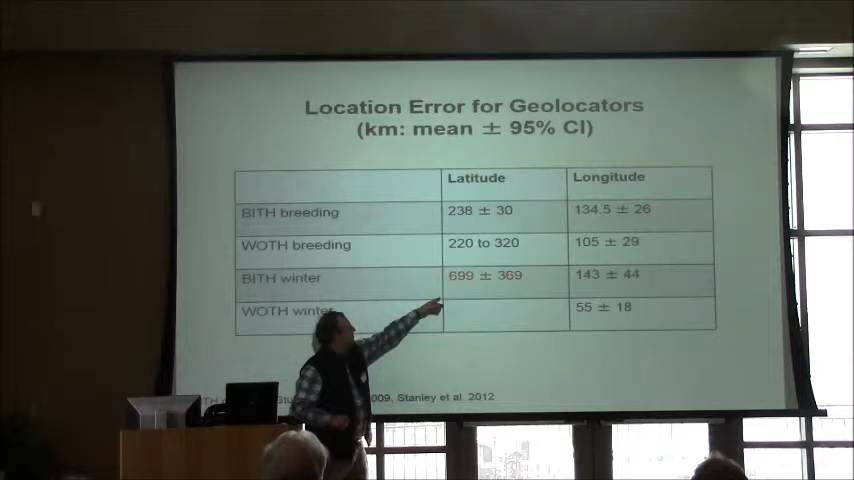 Location Error for Geolocators
(km: mean ± 95% CI)
Latitude Longitude
BITH breeding 238 ± 30 134.5 ± 26
WOTH breeding 220 to 320 105 ± 29
BITH winter 699 ± 369 143 ± 44
WOTH winter 55 ± 18
009, Stanley et al. 2012